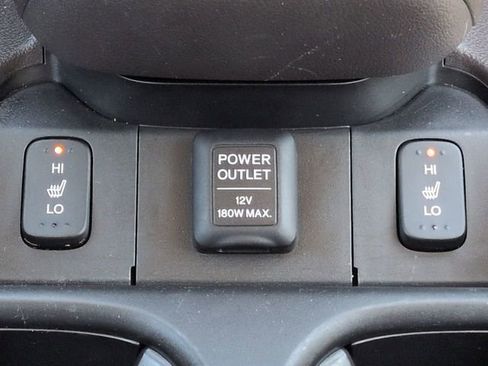 HI
LO
POWER
OUTLET
12V
180W MAX.
HI
LO